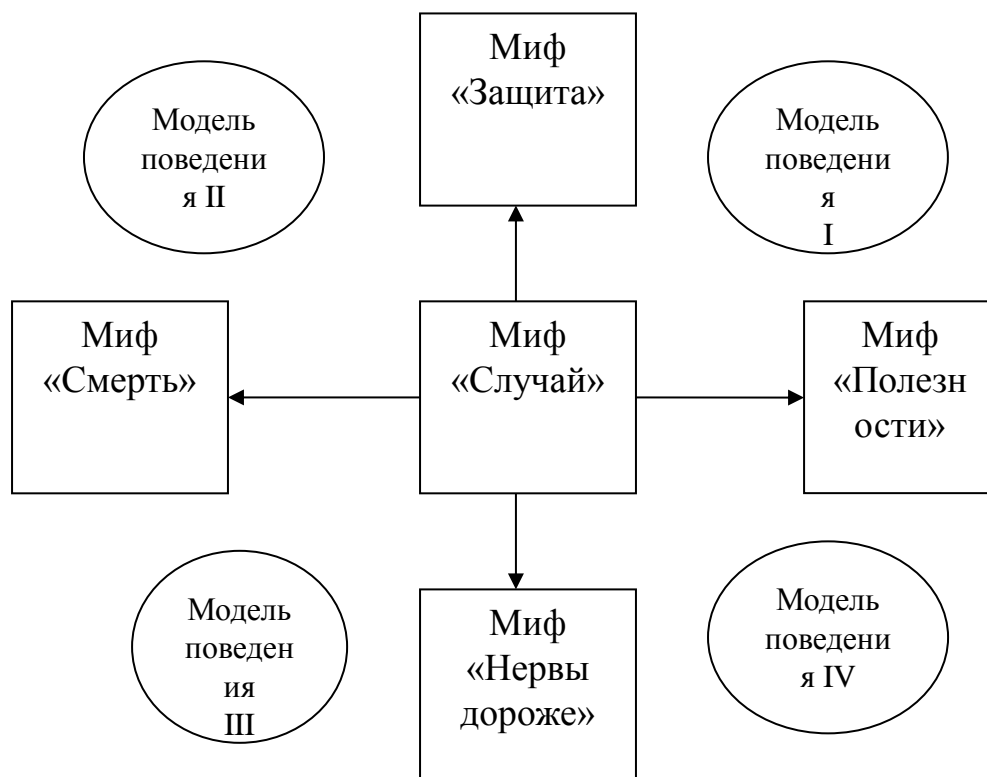 Миф
«Защита»
Модель
поведени
я II
Модель
поведени
я
I
Миф
«Смерть»
Миф
«Случай»
Миф
«Полезн
ости»
Модель
поведен
ия
III
Миф
«Нервы
дороже»
Модель
поведени
я IV